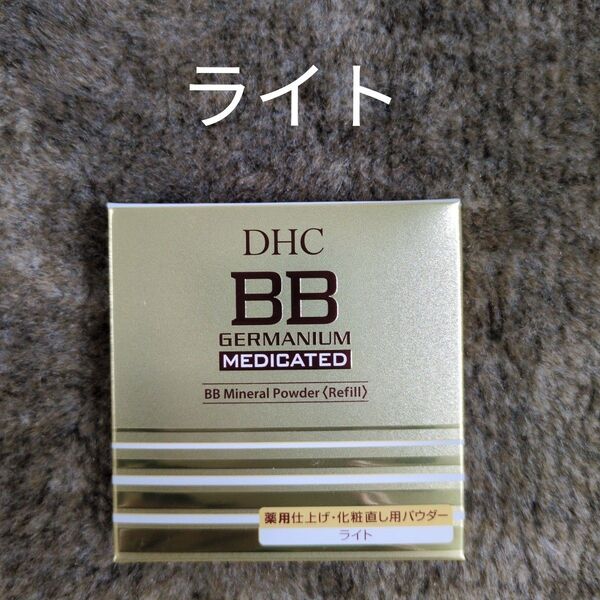 ライト
DHC
BB
GERMANIUM
MEDICATED
BB Mineral Powder〈Refill〉
薬用仕上げ・化粧直し用パウダー
ライト